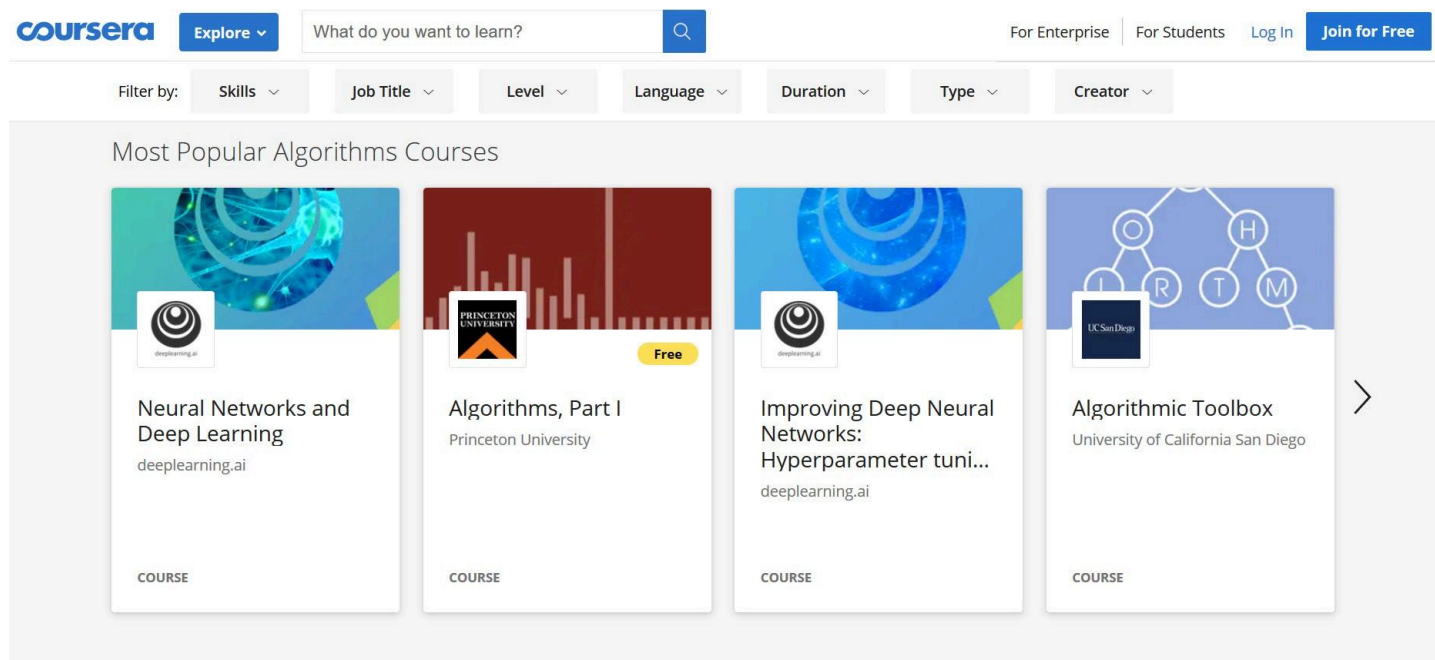 coursera Explore What do you want to learn? For Enterprise For Students Log In Join for Free
Filter by: Skills Job Title Level Language Duration Type Creator
Most Popular Algorithms Courses
deeplearning.ai
Neural Networks and
Deep Learning
deeplearning.ai
COURSE
PRINCETON
UNIVERSITY
Free
Algorithms, Part I
Princeton University
COURSE
deeplearning.ai
Improving Deep Neural
Networks:
Hyperparameter tuni...
deeplearning.ai
COURSE
O H
I R T M
UC San Diego
Algorithmic Toolbox
University of California San Diego
COURSE